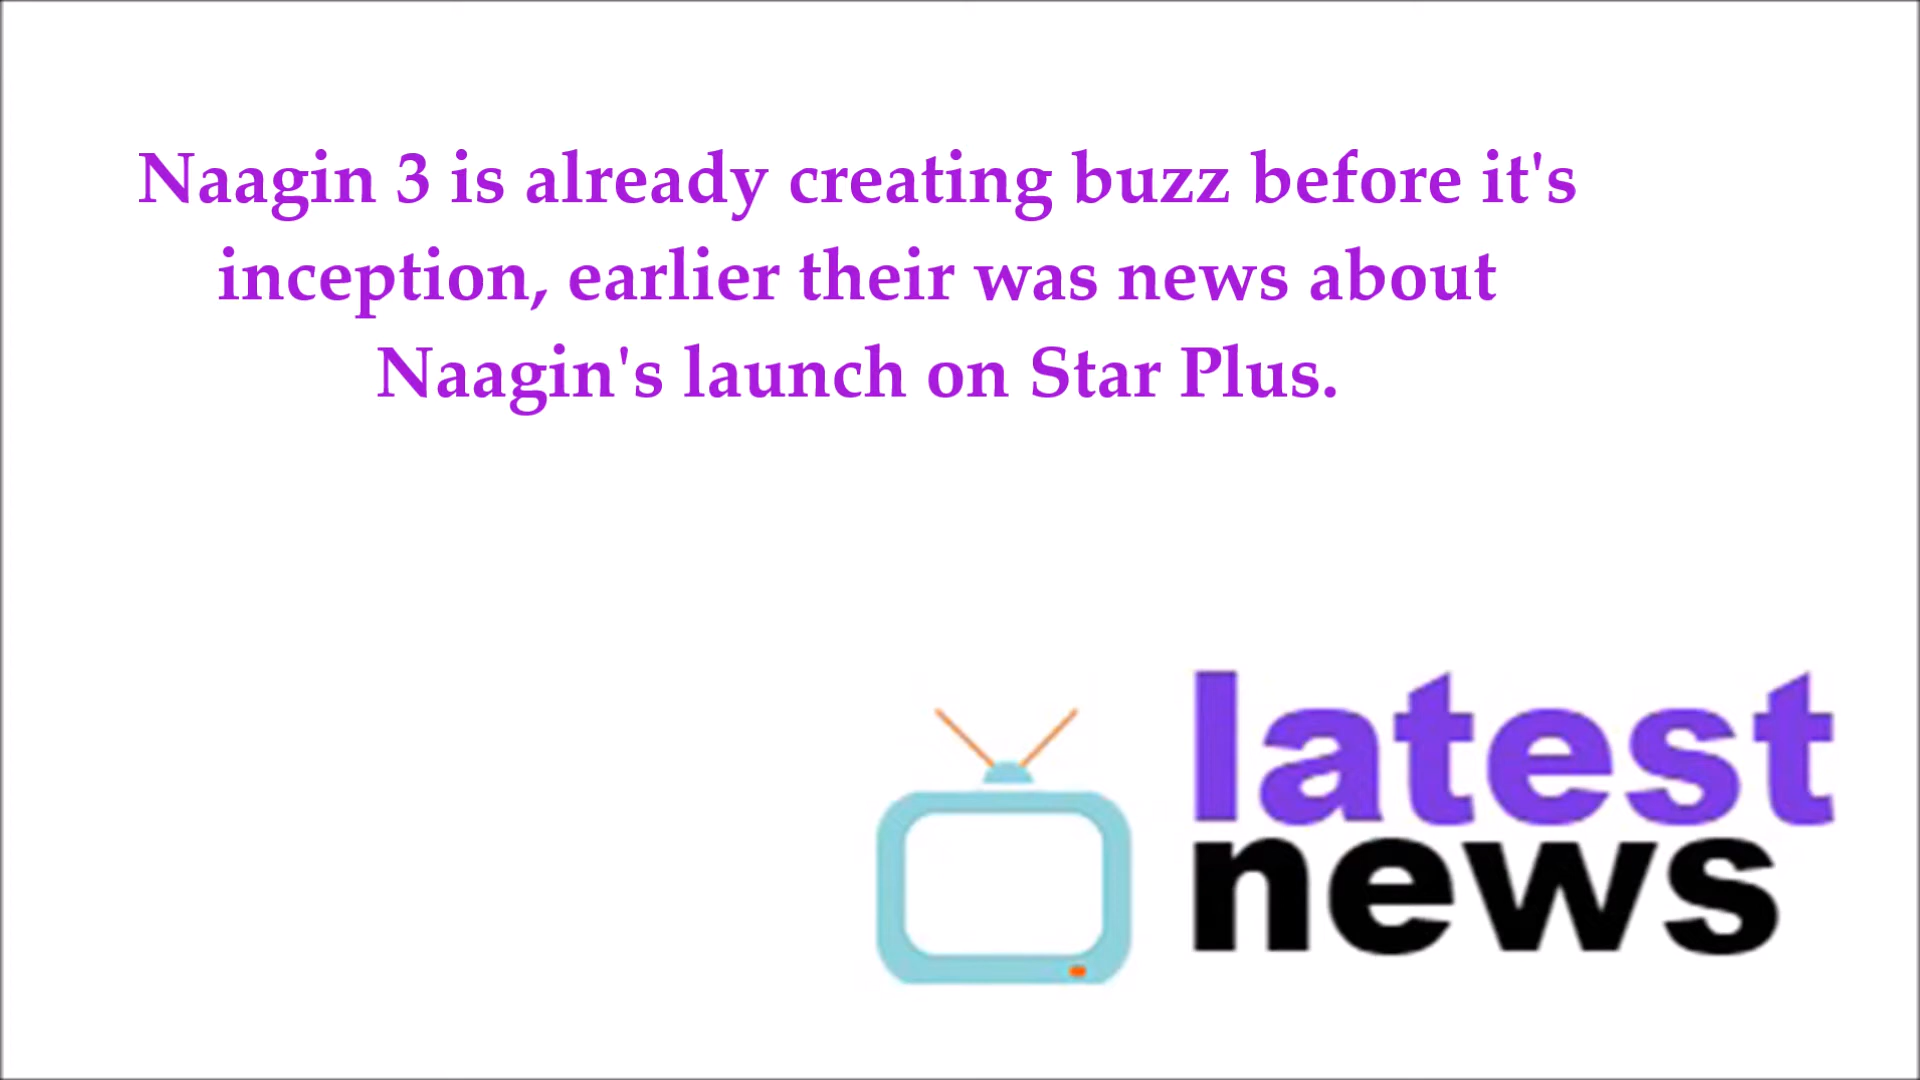 Naagin 3 is already creating buzz before it's
inception, earlier their was news about
Naagin's launch on Star Plus.
latest
news